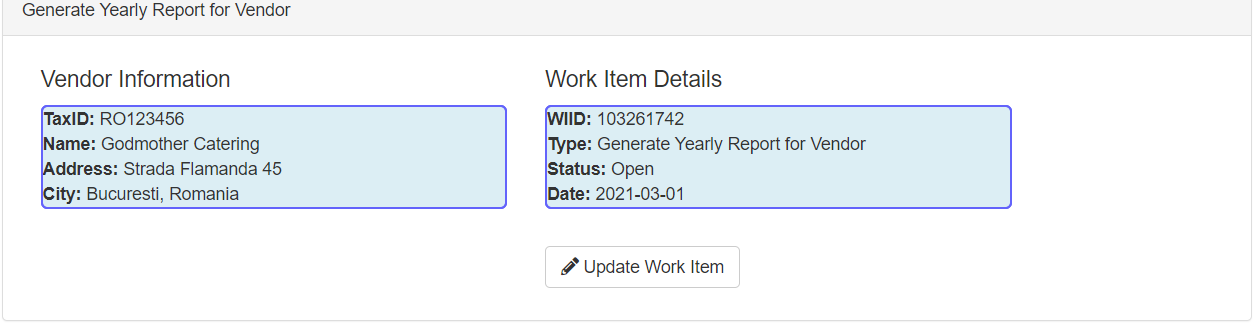 Generate Yearly Report for Vendor
Vendor Information
TaxID: RO123456
Name: Godmother Catering
Address: Strada Flamanda 45
City: Bucuresti, Romania
Work Item Details
WIID: 103261742
Type: Generate Yearly Report for Vendor
Status: Open
Date: 2021-03-01
Update Work Item